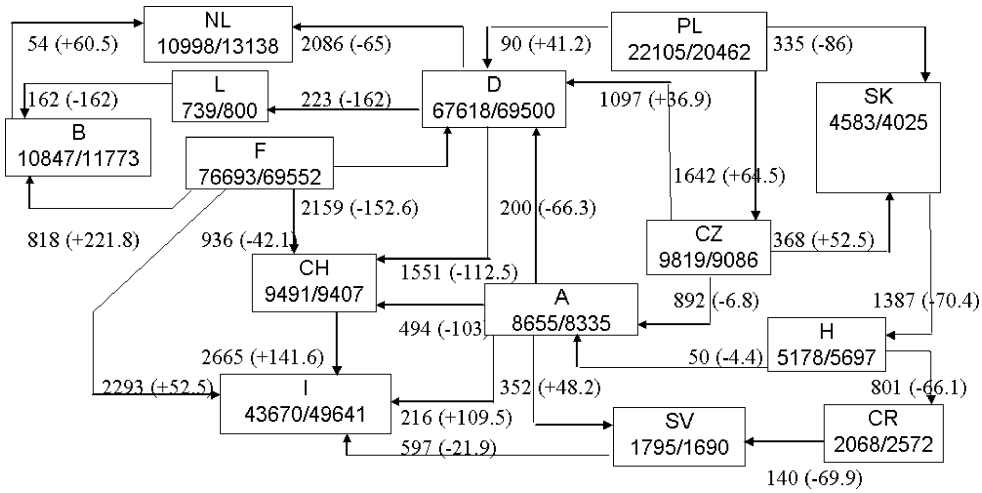 NL
10998/13138
PL
22105/20462
54 (+60.5)
2086 (-65)
90 (+41.2)
335 (-86)
L
739/800
D
67618/69500
SK
4583/4025
162 (-162)
223 (-162)
1097 (+36.9)
B
10847/11773
F
76693/69552
1642 (+64.5)
2159 (-152.6)
200 (-66.3)
818 (+221.8)
936 (-42.1)
CZ
9819/9086
368 (+52.5)
CH
9491/9407
1551 (-112.5)
A
8655/8335
892 (-6.8)
1387 (-70.4)
494 (-103)
H
5178/5697
2665 (+141.6)
50 (-4.4)
2293 (+52.5)
I
43670/49641
352 (+48.2)
801 (-66.1)
216 (+109.5)
SV
1795/1690
CR
2068/2572
597 (-21.9)
140 (-69.9)